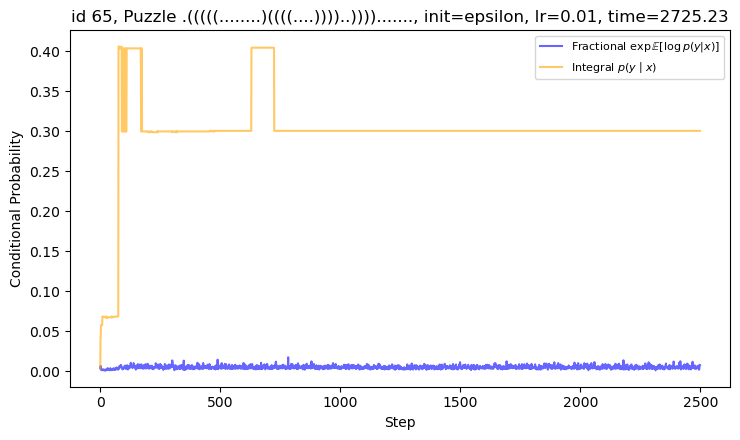 id 65, Puzzle .(((((........)((((....))))..))))......., init=epsilon, lr=0.01, time=2725.23
Conditional Probability
0.40
0.35
0.30
0.25
0.20
0.15
0.10
0.05
0.00
Fractional exp𝔼[log p(y|x)]
Integral p(y | x)
0 500 1000 1500 2000 2500
Step